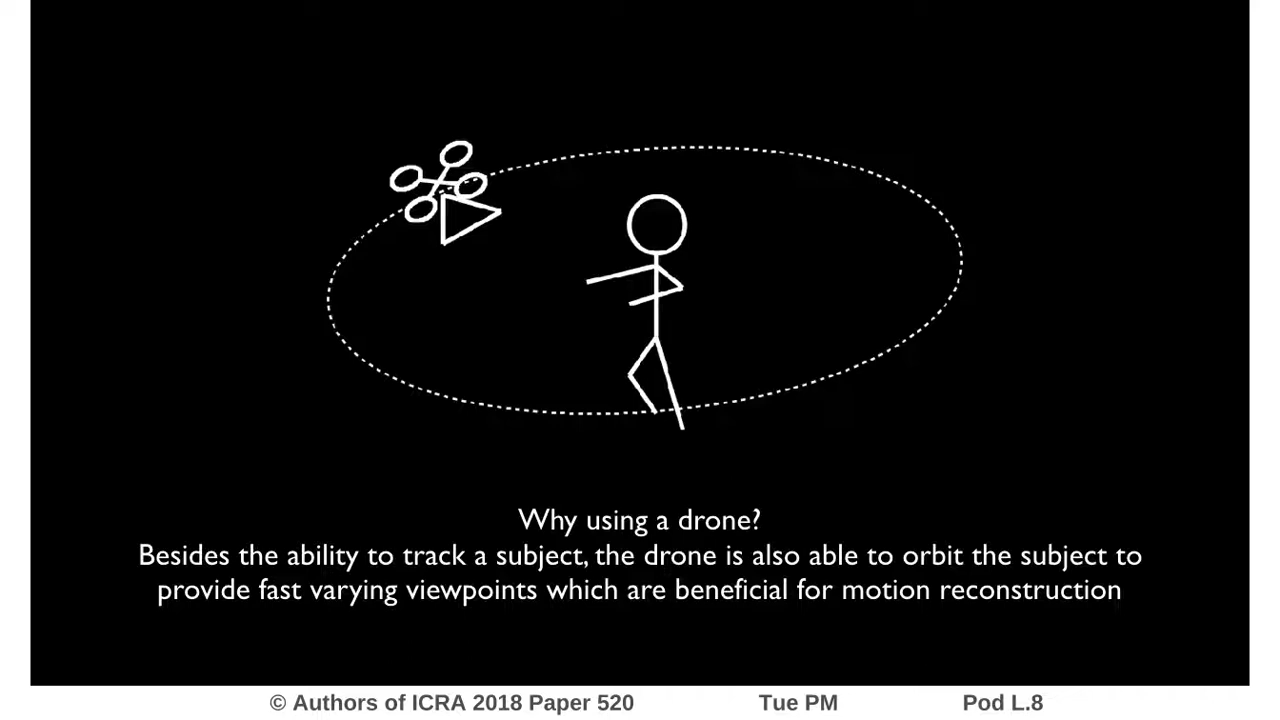 Why using a drone?
Besides the ability to track a subject, the drone is also able to orbit the subject to
provide fast varying viewpoints which are beneficial for motion reconstruction
© Authors of ICRA 2018 Paper 520 Tue PM Pod L.8